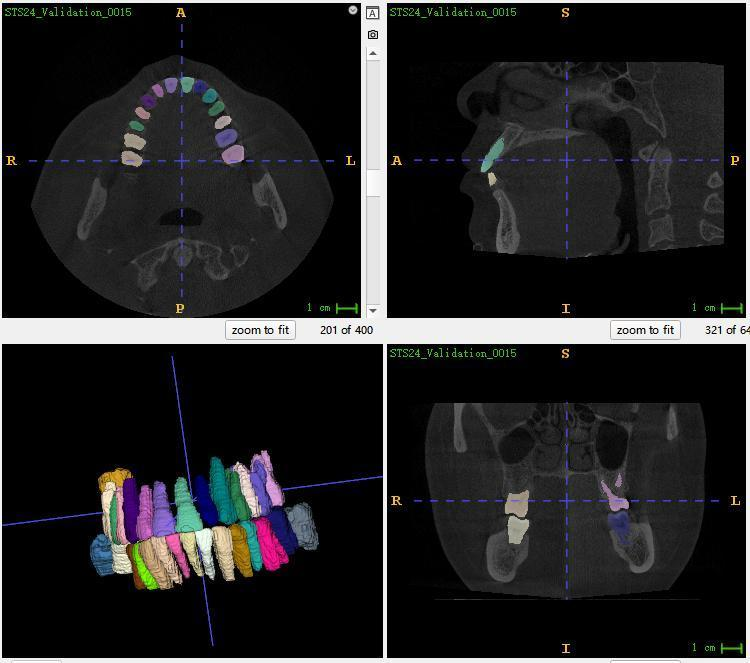 STS24_Validation_0015
A
R
L
P
1 cm
A
STS24_Validation_0015
S
A
P
I
1 cm
zoom to fit
201 of 400
zoom to fit
321 of 64
STS24_Validation_0015
S
R
L
I
1 cm